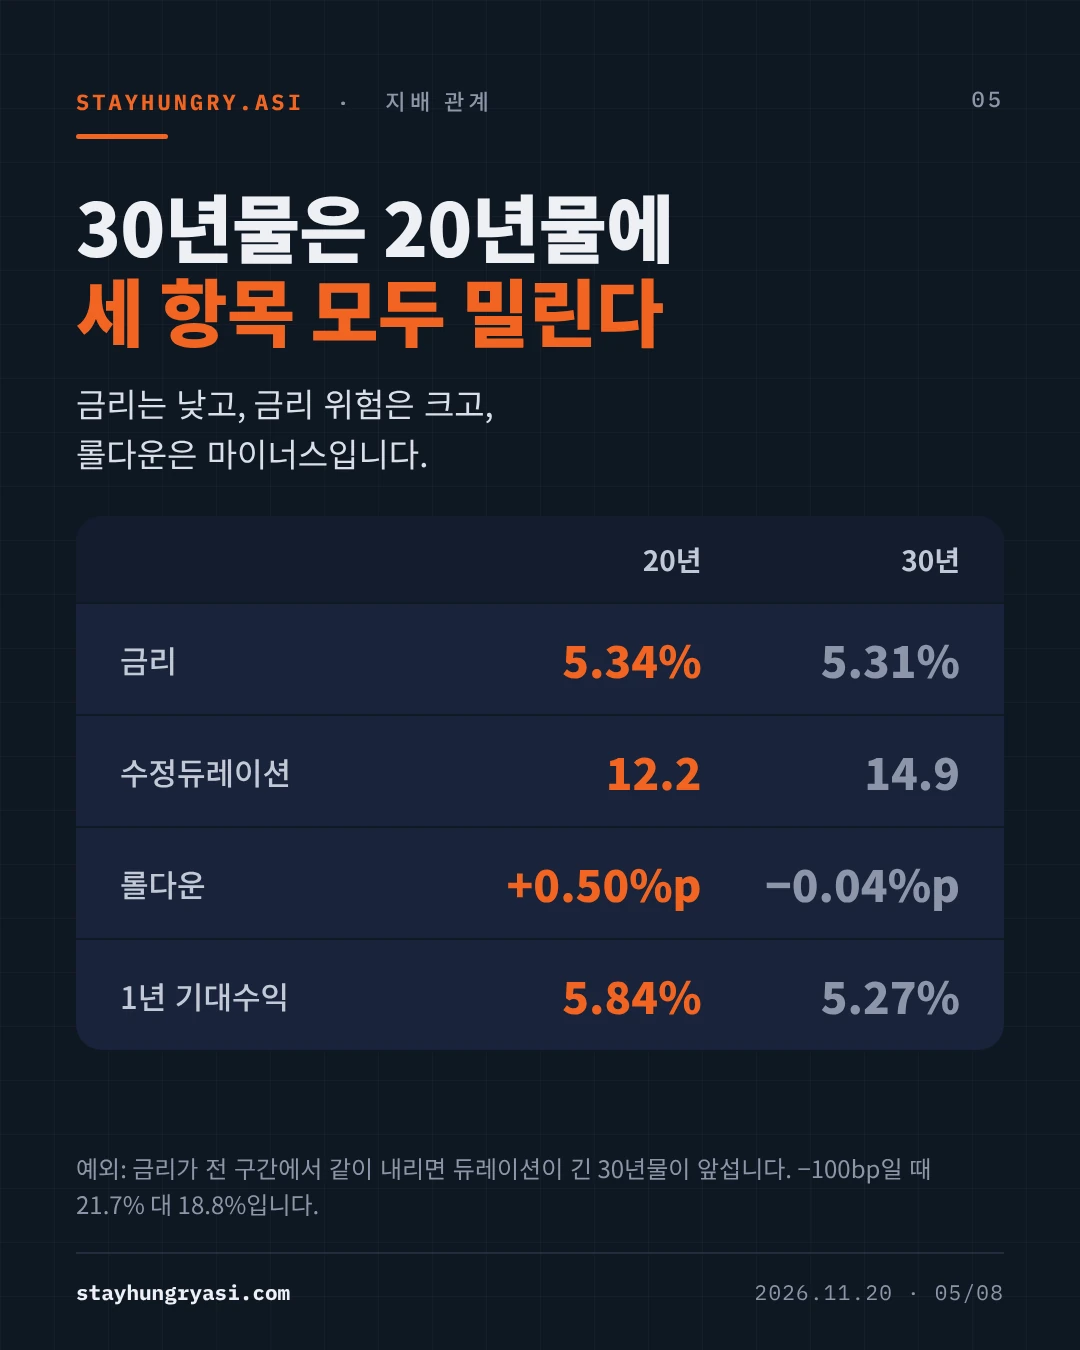 STAYHUNGRY.ASI · 지배 관계 05
30년물은 20년물에
세 항목 모두 밀린다
금리는 낮고, 금리 위험은 크고,
롤다운은 마이너스입니다.
20년 30년
금리 5.34% 5.31%
수정듀레이션 12.2 14.9
롤다운 +0.50%p −0.04%p
1년 기대수익 5.84% 5.27%
예외: 금리가 전 구간에서 같이 내리면 듀레이션이 긴 30년물이 앞섭니다. −100bp일 때
21.7% 대 18.8%입니다.
stayhungryasi.com 2026.11.20 · 05/08